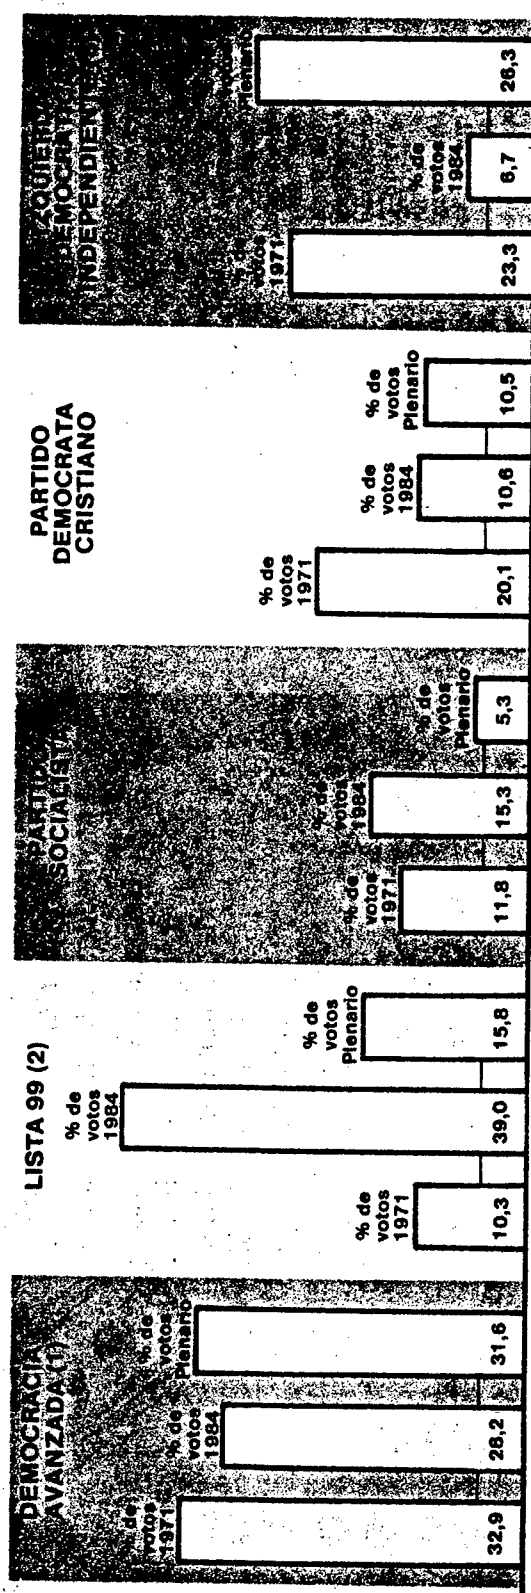 DEMOCRACIA
AVANZADA (1)
de
votos
1971
32,9
% de
votos
1984
28,2
% de
votos
Plenario
31,6
LISTA 99 (2)
% de
votos
1971
10,3
% de
votos
1984
39,0
% de
votos
Plenario
15,8
PARTIDO
SOCIALISTA
% de
votos
1971
11,8
% de
votos
1984
15,3
% de
votos
Plenario
5,3
PARTIDO
DEMOCRATA
CRISTIANO
% de
votos
1971
20,1
% de
votos
1984
10,6
% de
votos
Plenario
10,5
IZQUIERDA
DEMOCRATICA
INDEPENDIENTE
% de
votos
1971
23,3
% de
votos
1984
6,7
Plenario
26,3